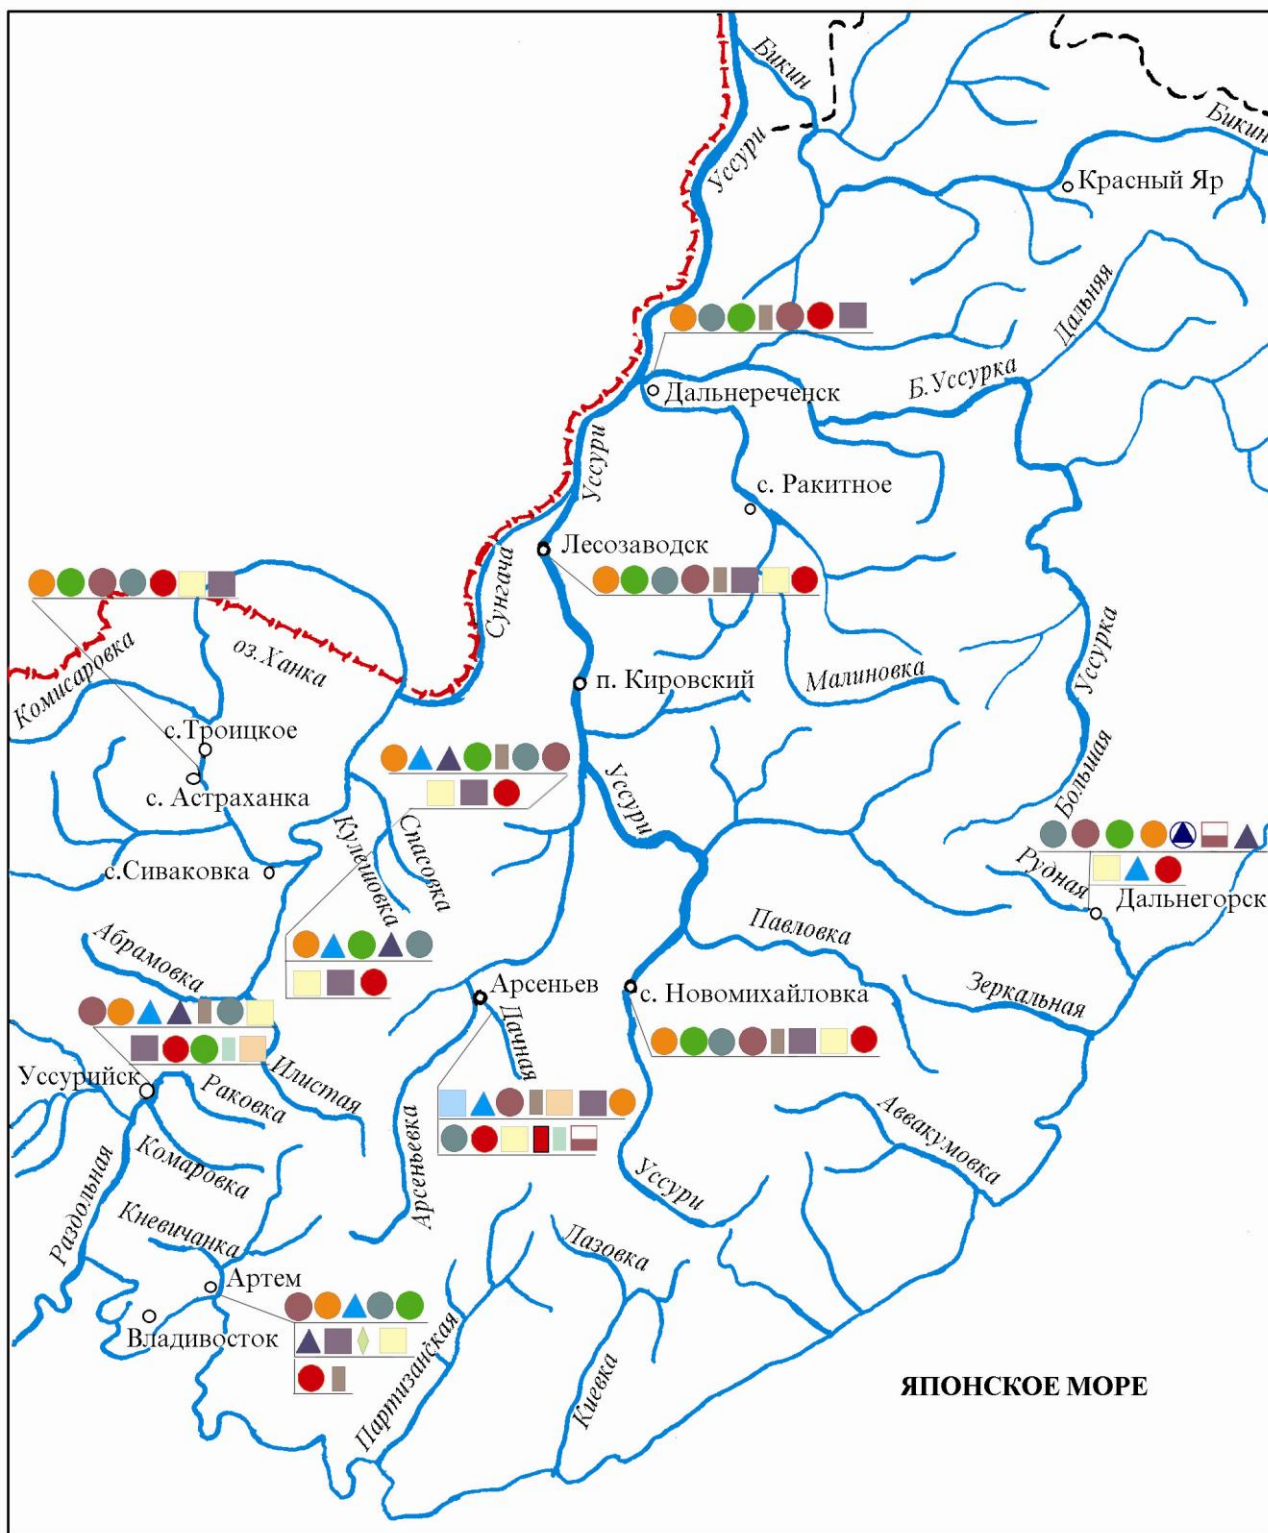 Бикин
Уссури
Бикин
Красный Яр
Дальняя
Б.Уссурка
Дальнереченск
Уссури
с. Ракитное
Лесозаводск
Сунгача
оз.Ханка
Комисаровка
п. Кировский
Малиновка
Уссурка
Большая
с.Троицкое
с. Астраханка
Уссури
Кулешовка
Спасовка
с.Сиваковка
Рудная
Дальнегорск
Абрамовка
Павловка
Зеркальная
Арсеньев
с. Новомихайловка
Дачная
Уссурийск
Раковка
Илистая
Комаровка
Раздольная
Арсеньевка
Аввакумовка
Уссури
Кневичанка
Лазовка
Артем
Владивосток
Партизанская
Киевка
ЯПОНСКОЕ МОРЕ